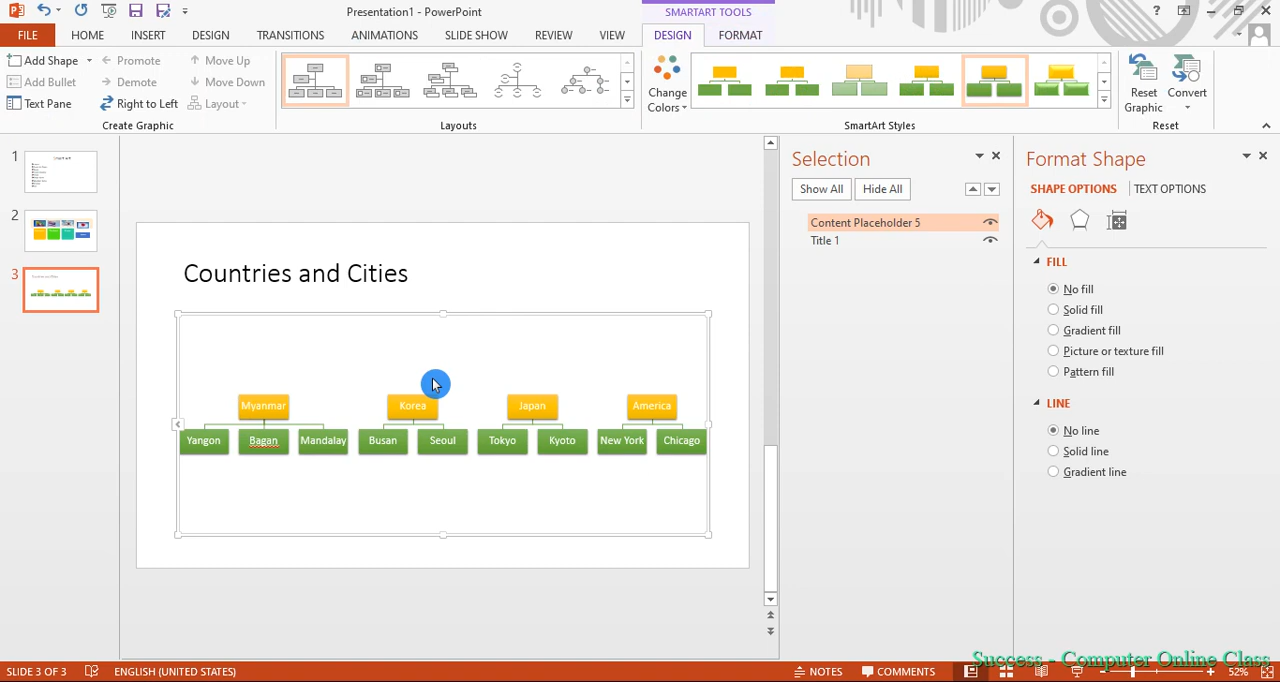 Presentation1 - PowerPoint
SMARTART TOOLS
?
FILE
HOME
INSERT
DESIGN
TRANSITIONS
ANIMATIONS
SLIDE SHOW
REVIEW
VIEW
DESIGN
FORMAT
Add Shape
Promote
Move Up
Add Bullet
Demote
Move Down
Text Pane
Right to Left
Layout
Create Graphic
Layouts
Change
Colors
SmartArt Styles
Reset
Graphic
Convert
Reset
1
2
3
Countries and Cities
Myanmar
Korea
Japan
America
Yangon
Bagan
Mandalay
Busan
Seoul
Tokyo
Kyoto
New York
Chicago
Selection
Show All
Hide All
Content Placeholder 5
Title 1
Format Shape
SHAPE OPTIONS
TEXT OPTIONS
FILL
No fill
Solid fill
Gradient fill
Picture or texture fill
Pattern fill
LINE
No line
Solid line
Gradient line
SLIDE 3 OF 3
ENGLISH (UNITED STATES)
NOTES
COMMENTS
52%
Success - Computer Online Class